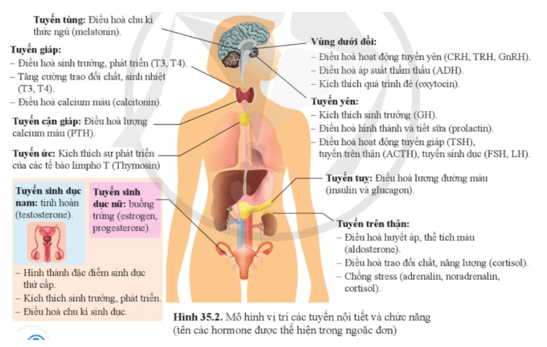 Tuyến tùng: Điều hoà chu kì
thức ngủ (melatonin).
Tuyến giáp:
– Điều hoà sinh trưởng, phát triển (T3, T4).
– Tăng cường trao đổi chất, sinh nhiệt
(T3, T4).
– Điều hoà calcium máu (calcitonin).
Tuyến cận giáp: Điều hoà lượng
calcium máu (PTH).
Tuyến ức: Kích thích sự phát triển
của các tế bào limpho T (Thymosin)
Tuyến sinh dục
nam: tinh hoàn
(testosterone).
Tuyến sinh
dục nữ: buồng
trứng (estrogen,
progesterone).
– Hình thành đặc điểm sinh dục
thứ cấp.
– Kích thích sinh trưởng, phát triển.
– Điều hoà chu kì sinh dục.
Vùng dưới đồi:
– Điều hoà hoạt động tuyến yên (CRH, TRH, GnRH).
– Điều hoà áp suất thẩm thấu (ADH).
– Kích thích quá trình đẻ (oxytocin).
Tuyến yên:
– Kích thích sinh trưởng (GH).
– Điều hoà hình thành và tiết sữa (prolactin).
– Điều hoà hoạt động tuyến giáp (TSH),
tuyến trên thận (ACTH), tuyến sinh dục (FSH, LH).
Tuyến tuỵ: Điều hoà lượng đường máu
(insulin và glucagon).
Tuyến trên thận:
– Điều hoà huyết áp, thể tích máu
(aldosterone).
– Điều hoà trao đổi chất, năng lượng (cortisol).
– Chống stress (adrenalin, noradrenalin,
cortisol).
Hình 35.2. Mô hình vị trí các tuyến nội tiết và chức năng
(tên các hormone được thể hiện trong ngoặc đơn)